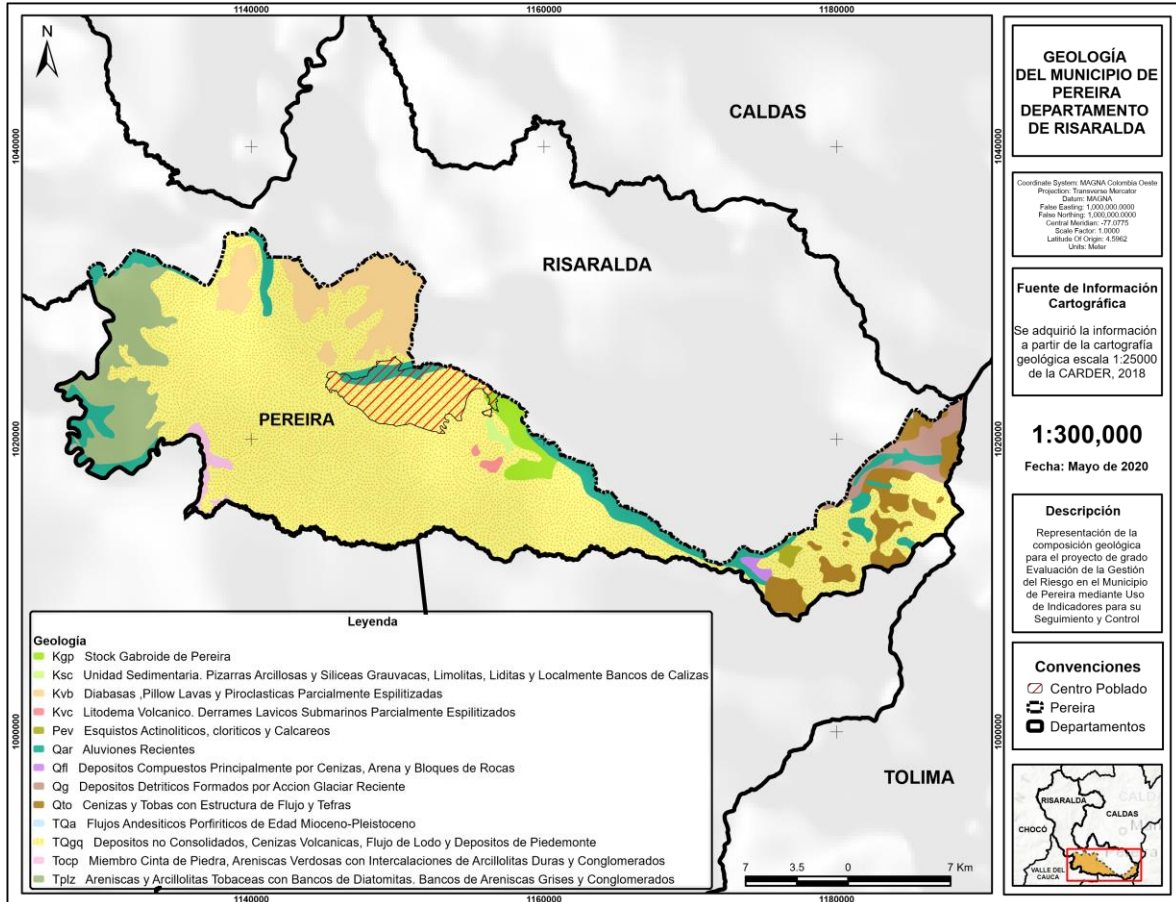 1140000
1160000
1180000
N
1040000
1040000
1020000
1020000
1000000
1000000
CALDAS
RISARALDA
PEREIRA
TOLIMA
Leyenda
Geología
Kgp Stock Gabroide de Pereira
Ksc Unidad Sedimentaria. Pizarras Arcillosas y Siliceas Grauvacas, Limolitas, Liditas y Localmente Bancos de Calizas
Kvb Diabasas ,Pillow Lavas y Piroclasticas Parcialmente Espilitizadas
Kvc Litodema Volcanico. Derrames Lavicos Submarinos Parcialmente Espilitizados
Pev Esquistos Actinoliticos, cloriticos y Calcareos
Qar Aluviones Recientes
Qfl Depositos Compuestos Principalmente por Cenizas, Arena y Bloques de Rocas
Qg Depositos Detriticos Formados por Accion Glaciar Reciente
Qto Cenizas y Tobas con Estructura de Flujo y Tefras
TQa Flujos Andesiticos Porfiriticos de Edad Mioceno-Pleistoceno
TQgq Depositos no Consolidados, Cenizas Volcanicas, Flujo de Lodo y Depositos de Piedemonte
Tocp Miembro Cinta de Piedra, Areniscas Verdosas con Intercalaciones de Arcillolitas Duras y Conglomerados
Tplz Areniscas y Arcillolitas Tobaceas con Bancos de Diatomitas. Bancos de Areniscas Grises y Conglomerados
7 3.5 0 7 Km
1140000
1160000
1180000
GEOLOGÍA
DEL MUNICIPIO DE
PEREIRA
DEPARTAMENTO
DE RISARALDA
Coordinate System: MAGNA Colombia Oeste
Projection: Transverse Mercator
Datum: MAGNA
False Easting: 1,000,000.0000
False Northing: 1,000,000.0000
Central Meridian: -77.0775
Scale Factor: 1.0000
Latitude Of Origin: 4.5962
Units: Meter
Fuente de Información
Cartográfica
Se adquirió la información
a partir de la cartografía
geológica escala 1:25000
de la CARDER, 2018
1:300,000
Fecha: Mayo de 2020
Descripción
Representación de la
composición geológica
para el proyecto de grado
Evaluación de la Gestión
del Riesgo en el Municipio
de Pereira mediante Uso
de Indicadores para su
Seguimiento y Control
Convenciones
Centro Poblado
Pereira
Departamentos
RISARALDA
CALDAS
CHOCÓ
VALLE DEL
CAUCA